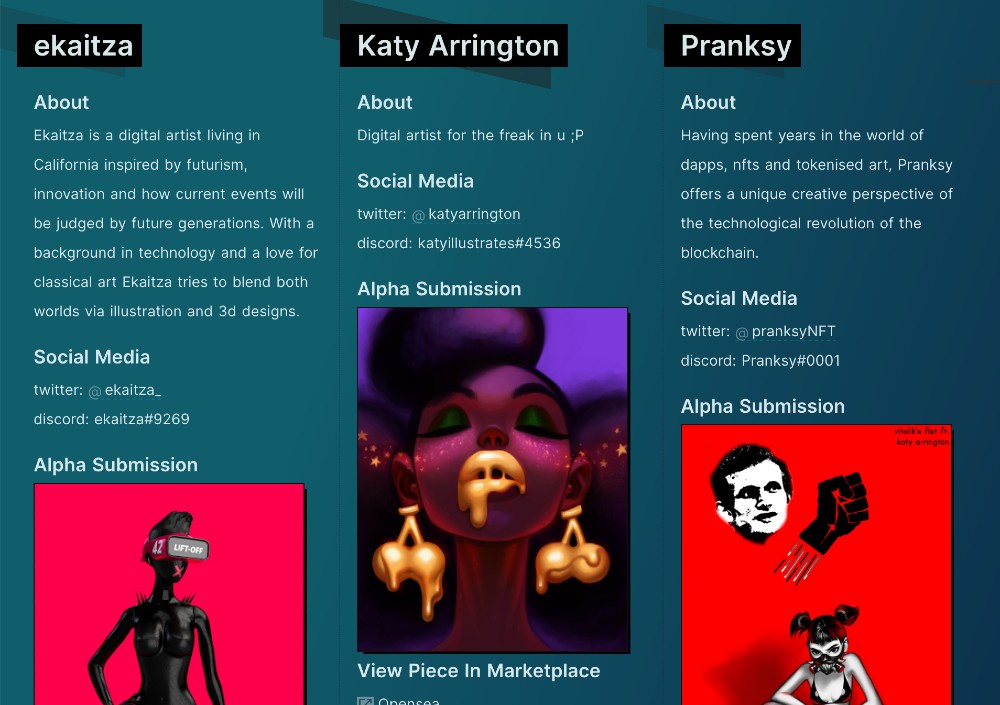 ekaitza
About
Ekaitza is a digital artist living in
California inspired by futurism,
innovation and how current events will
be judged by future generations. With a
background in technology and a love for
classical art Ekaitza tries to blend both
worlds via illustration and 3d designs.
Social Media
twitter: @ekaitza_
discord: ekaitza#9269
Alpha Submission
42
LIFT-OFF
Katy Arrington
About
Digital artist for the freak in u ;P
Social Media
twitter: @katyarrington
discord: katyillustrates#4536
Alpha Submission
View Piece In Marketplace
Opensea
Pranksy
About
Having spent years in the world of
dapps, nfts and tokenised art, Pranksy
offers a unique creative perspective of
the technological revolution of the
blockchain.
Social Media
twitter: @pranksyNFT
discord: Pranksy#0001
Alpha Submission
vitalik's fist ft.
katy arrington